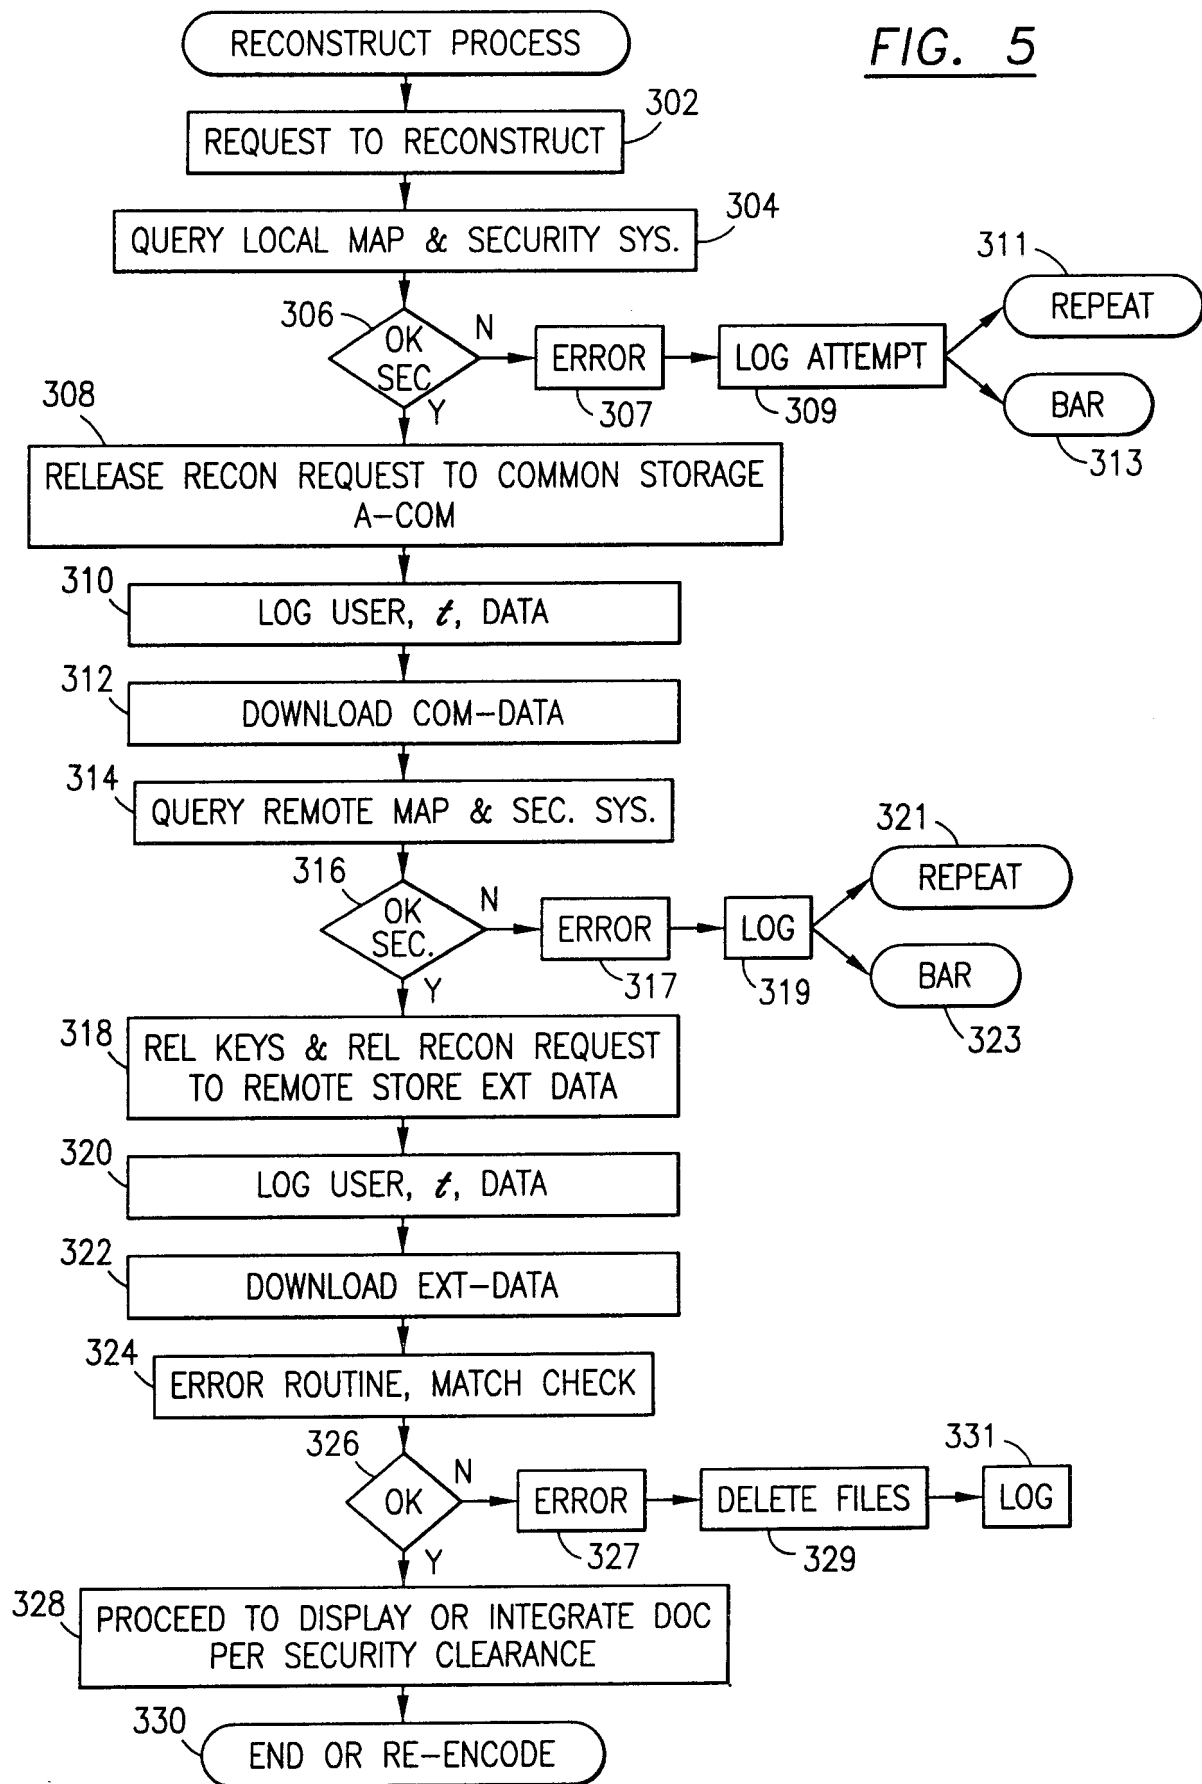 RECONSTRUCT PROCESS
FIG. 5
302
REQUEST TO RECONSTRUCT
304
QUERY LOCAL MAP & SECURITY SYS.
311
REPEAT
306
OK
SEC
N
ERROR
307
LOG ATTEMPT
309
BAR
313
Y
308
RELEASE RECON REQUEST TO COMMON STORAGE
A-COM
310
LOG USER, t, DATA
312
DOWNLOAD COM-DATA
314
QUERY REMOTE MAP & SEC. SYS.
321
REPEAT
316
OK
SEC.
N
ERROR
317
LOG
319
BAR
323
Y
318
REL KEYS & REL RECON REQUEST
TO REMOTE STORE EXT DATA
320
LOG USER, t, DATA
322
DOWNLOAD EXT-DATA
324
ERROR ROUTINE, MATCH CHECK
326
OK
N
ERROR
327
DELETE FILES
329
331
LOG
Y
328
PROCEED TO DISPLAY OR INTEGRATE DOC
PER SECURITY CLEARANCE
330
END OR RE-ENCODE